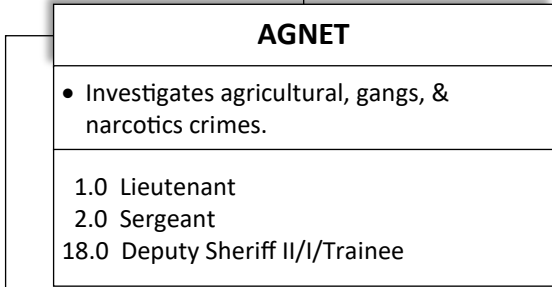 AGNET
• Investigates agricultural, gangs, &
narcotics crimes.
1.0 Lieutenant
2.0 Sergeant
18.0 Deputy Sheriff II/I/Trainee